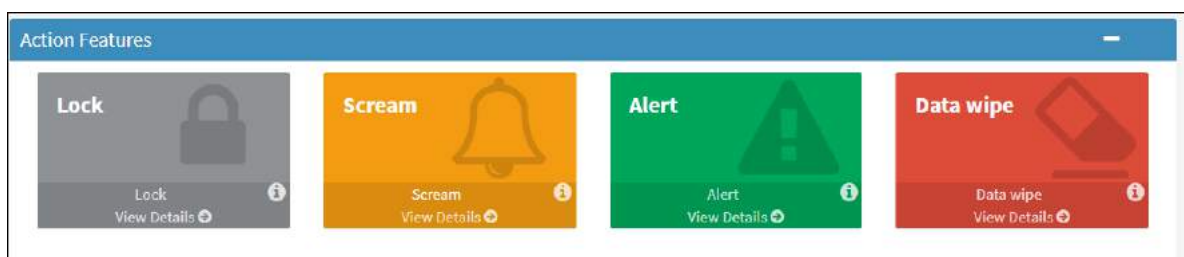 Action Features
Lock
Scream
Alert
Data wipe
Lock
View Details
Scream
View Details
Alert
View Details
Data wipe
View Details